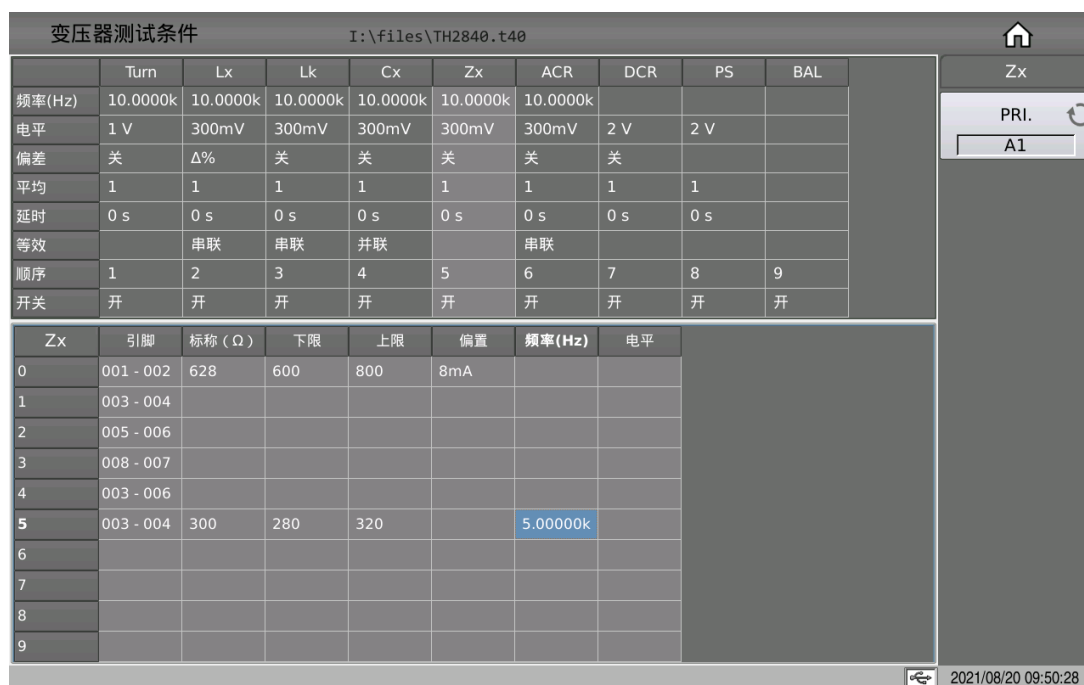 变压器测试条件 I:\files\TH2840.t40
Turn Lx Lk Cx Zx ACR DCR PS BAL
频率(Hz) 10.0000k 10.0000k 10.0000k 10.0000k 10.0000k 10.0000k
电平 1 V 300mV 300mV 300mV 300mV 300mV 2 V 2 V
偏差 关 Δ% 关 关 关 关 关
平均 1 1 1 1 1 1 1 1
延时 0 s 0 s 0 s 0 s 0 s 0 s 0 s 0 s
等效 串联 串联 并联 串联
顺序 1 2 3 4 5 6 7 8 9
开关 开 开 开 开 开 开 开 开 开
Zx 引脚 标称（Ω） 下限 上限 偏置 频率(Hz) 电平
0 001 - 002 628 600 800 8mA
1 003 - 004
2 005 - 006
3 008 - 007
4 003 - 006
5 003 - 004 300 280 320 5.00000k
6
7
8
9
Zx
PRI.
A1
2021/08/20 09:50:28